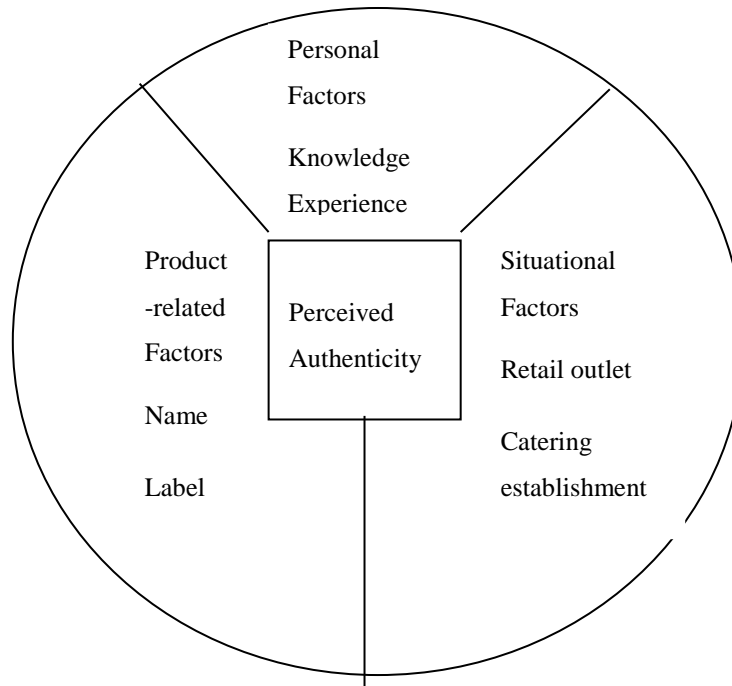 Personal
Factors
Knowledge
Experience
Product
-related
Factors
Name
Label
Perceived
Authenticity
Situational
Factors
Retail outlet
Catering
establishment